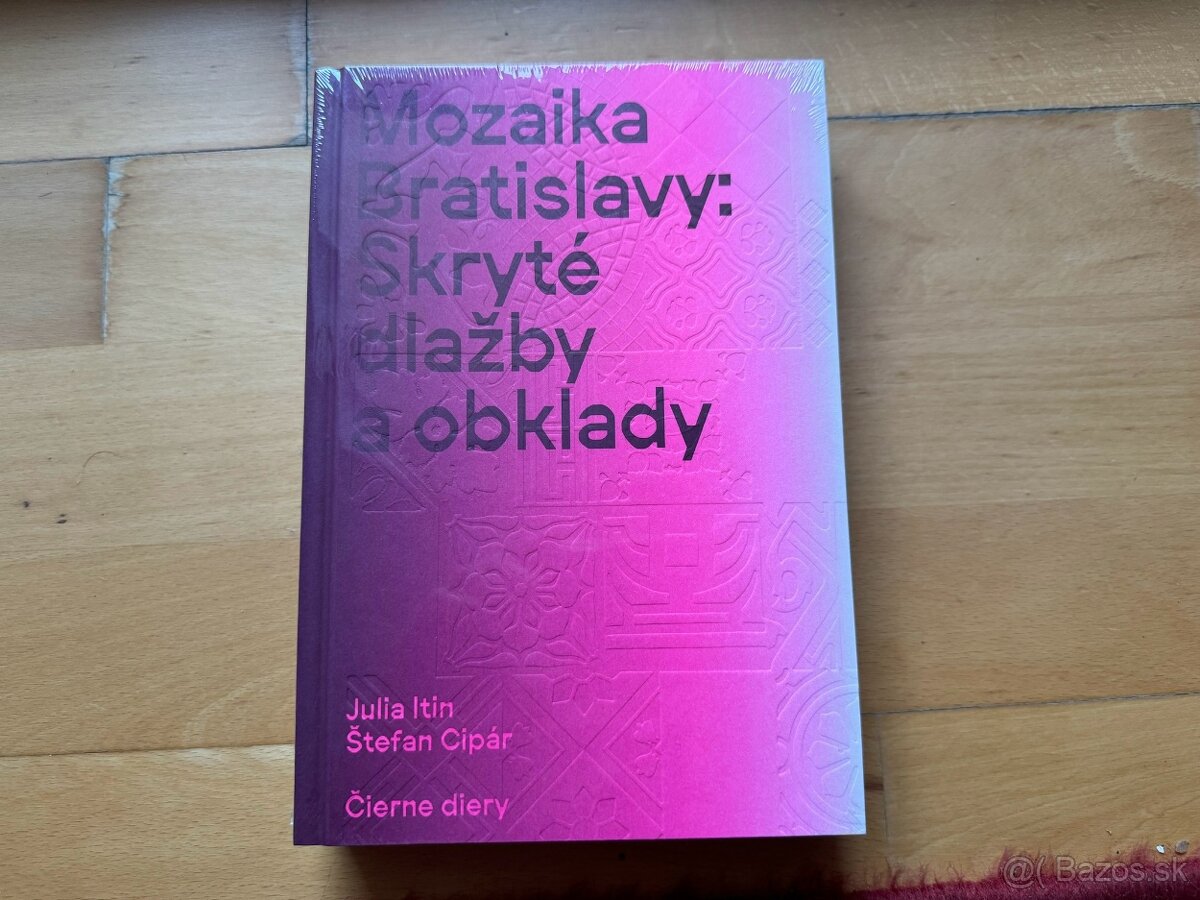 Mozaika
Bratislavy:
Skryté
dlažby
a obklady
Julia Itin
Štefan Cipár
Čierne diery
@( Bazos.sk